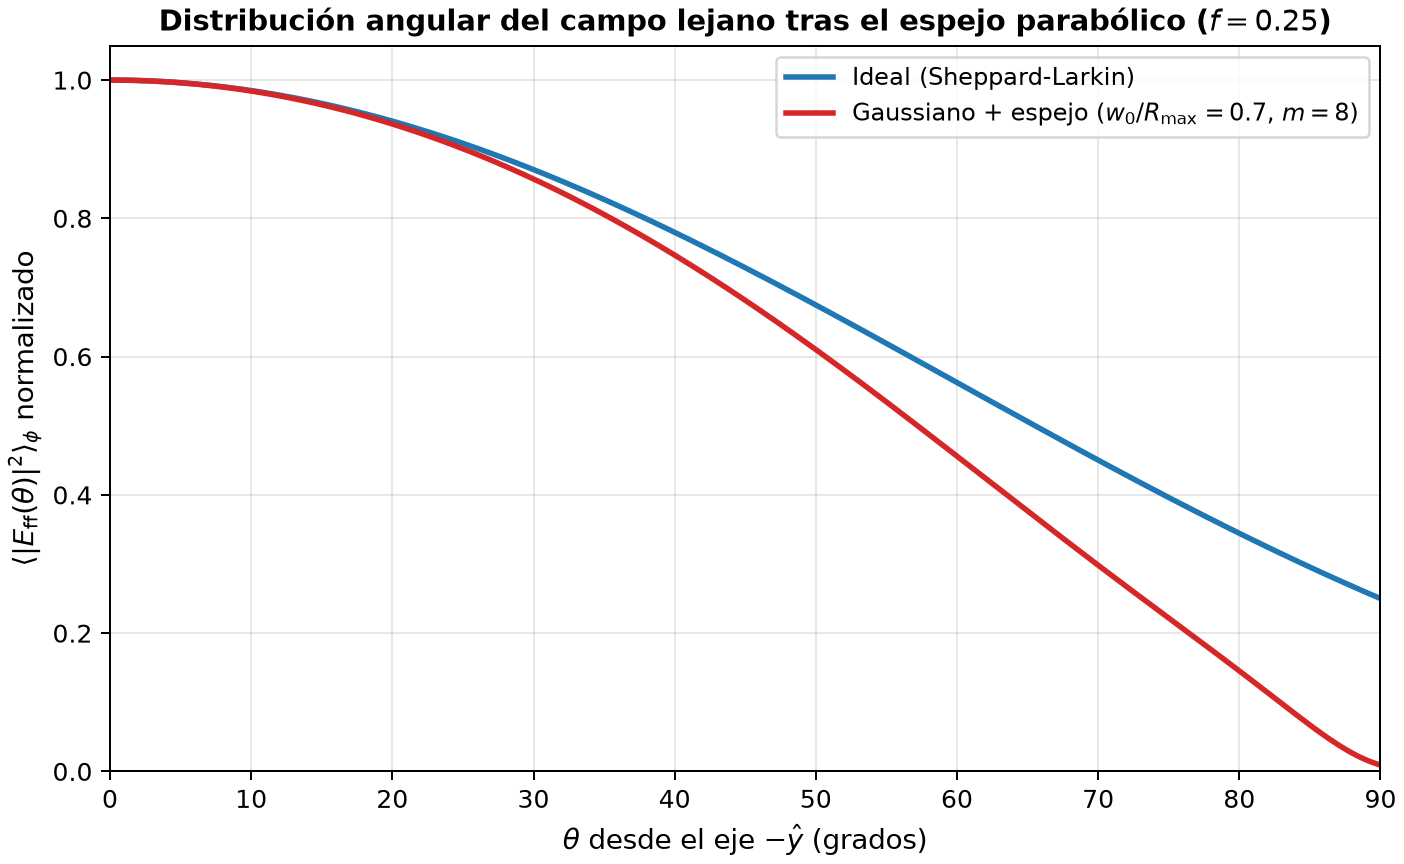 Distribución angular del campo lejano tras el espejo parabólico (f = 0.25)
Ideal (Sheppard-Larkin)
Gaussiano + espejo (w₀/R_max = 0.7, m = 8)
⟨|E_ff(θ)|²⟩_ϕ normalizado
1.0
0.8
0.6
0.4
0.2
0.0
0 10 20 30 40 50 60 70 80 90
θ desde el eje −ŷ (grados)